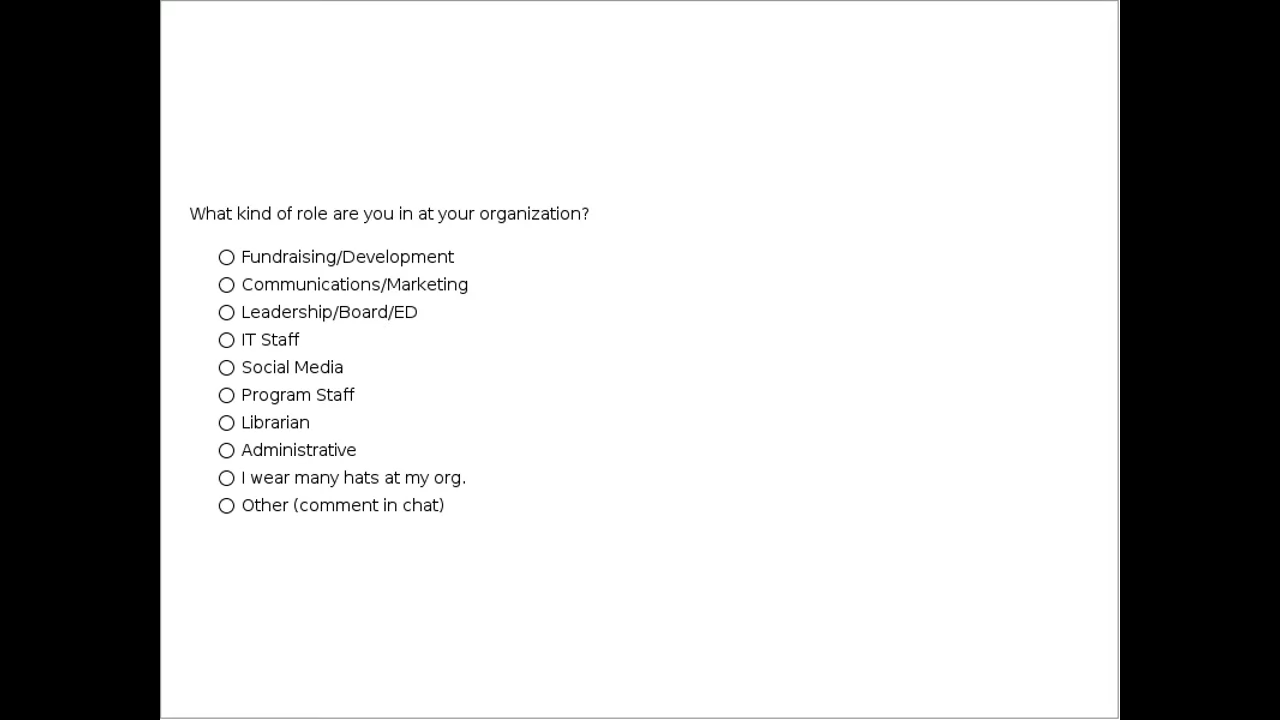 What kind of role are you in at your organization?
Fundraising/Development
Communications/Marketing
Leadership/Board/ED
IT Staff
Social Media
Program Staff
Librarian
Administrative
I wear many hats at my org.
Other (comment in chat)